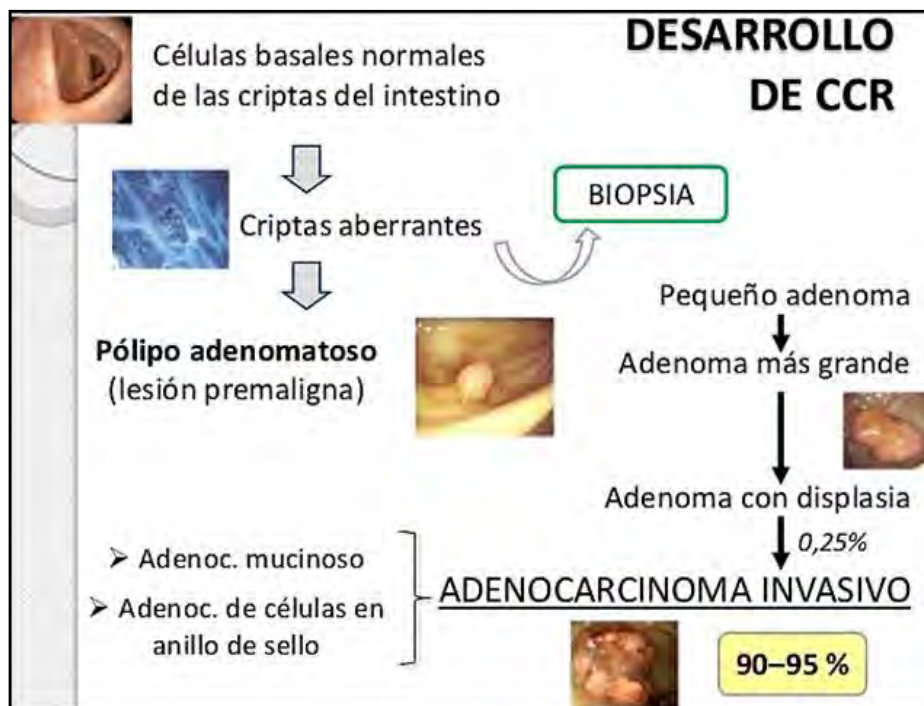 DESARROLLO
DE CCR
Células basales normales
de las criptas del intestino
Criptas aberrantes
BIOPSIA
Pólipo adenomatoso
(lesión premaligna)
Pequeño adenoma
Adenoma más grande
Adenoma con displasia
0,25%
ADENOCARCINOMA INVASIVO
90–95 %
➢ Adenoc. mucinoso
➢ Adenoc. de células en
anillo de sello